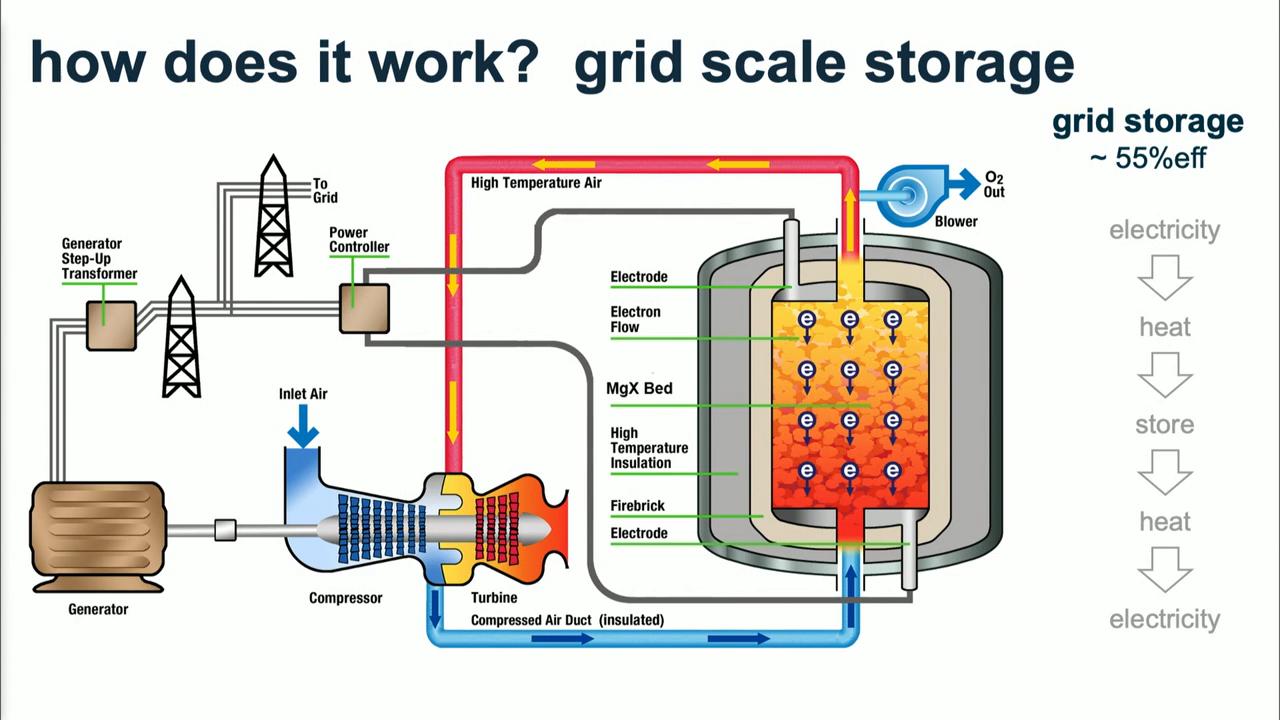 how does it work?  grid scale storage
grid storage
~ 55%eff
electricity
heat
store
heat
electricity
To
Grid
Power
Controller
Generator
Step-Up
Transformer
Generator
Inlet Air
Compressor
Turbine
High Temperature Air
Compressed Air Duct (insulated)
O2
Out
Blower
Electrode
Electron
Flow
MgX Bed
High
Temperature
Insulation
Firebrick
Electrode
e e e
e e e
e e e
e e e